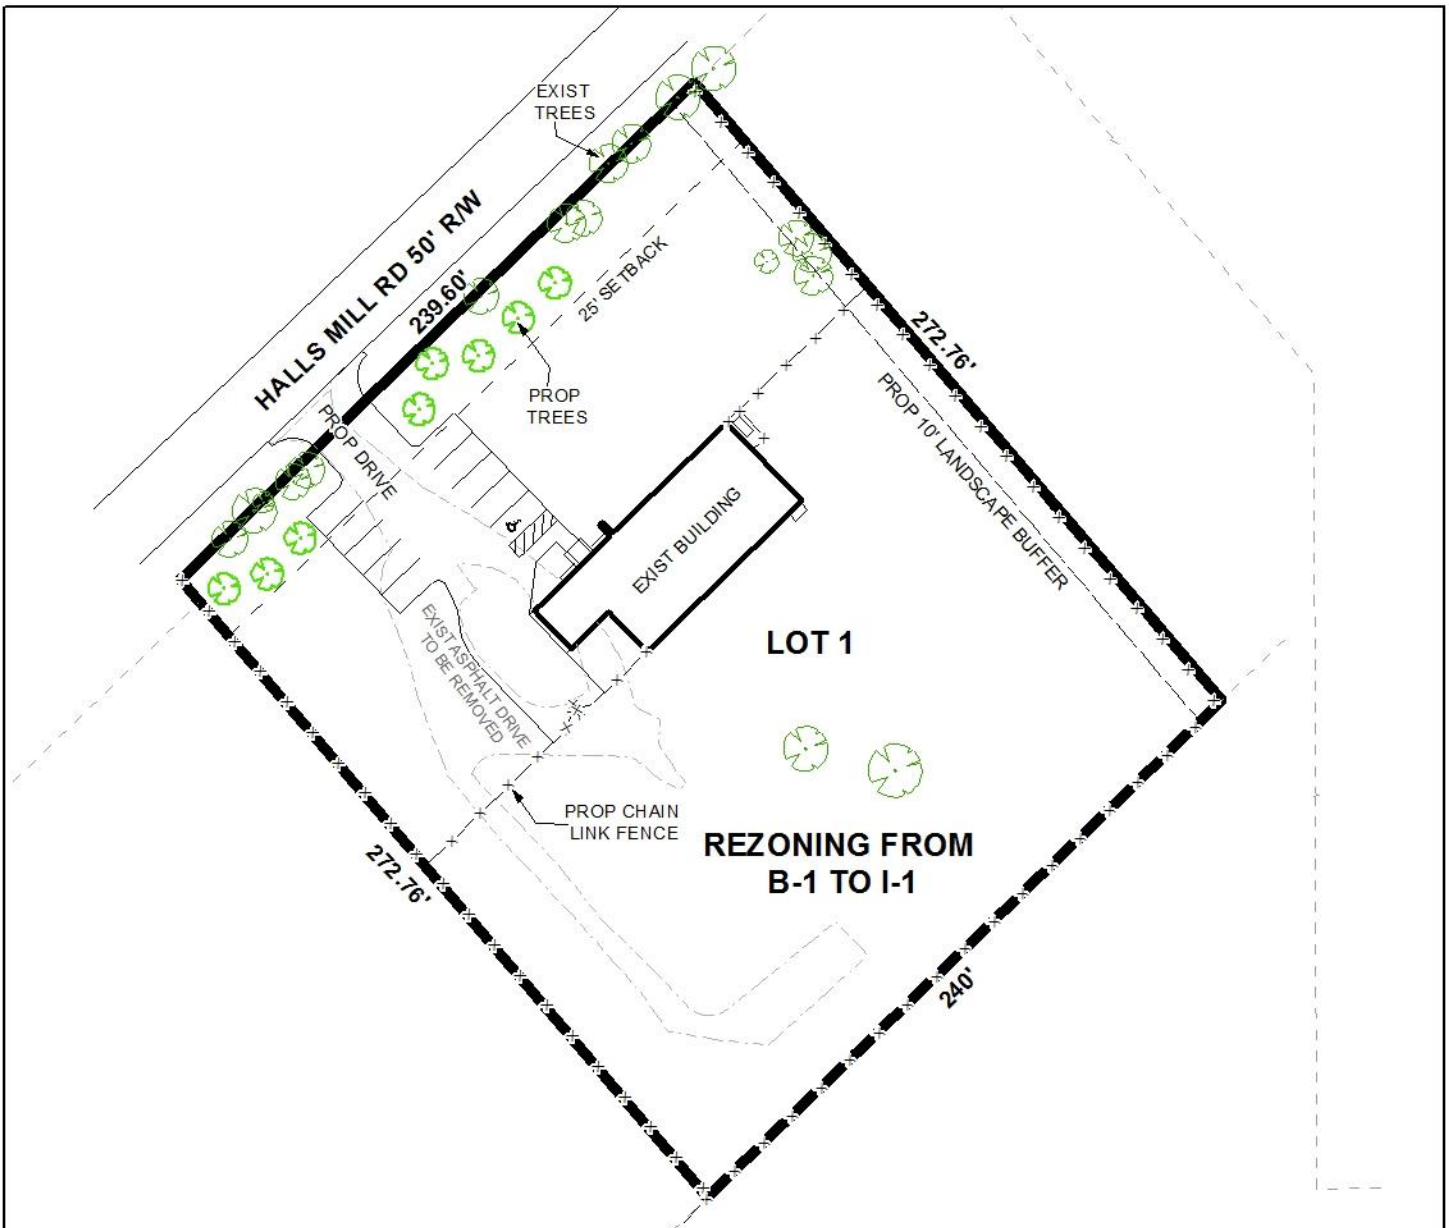 EXIST
TREES
HALLS MILL RD 50' R/W
239.60'
25' SETBACK
272.76'
PROP
TREES
PROP DRIVE
PROP 10' LANDSCAPE BUFFER
EXIST BUILDING
EXIST ASPHALT DRIVE
TO BE REMOVED
LOT 1
PROP CHAIN
LINK FENCE
REZONING FROM
B-1 TO I-1
272.76'
240'